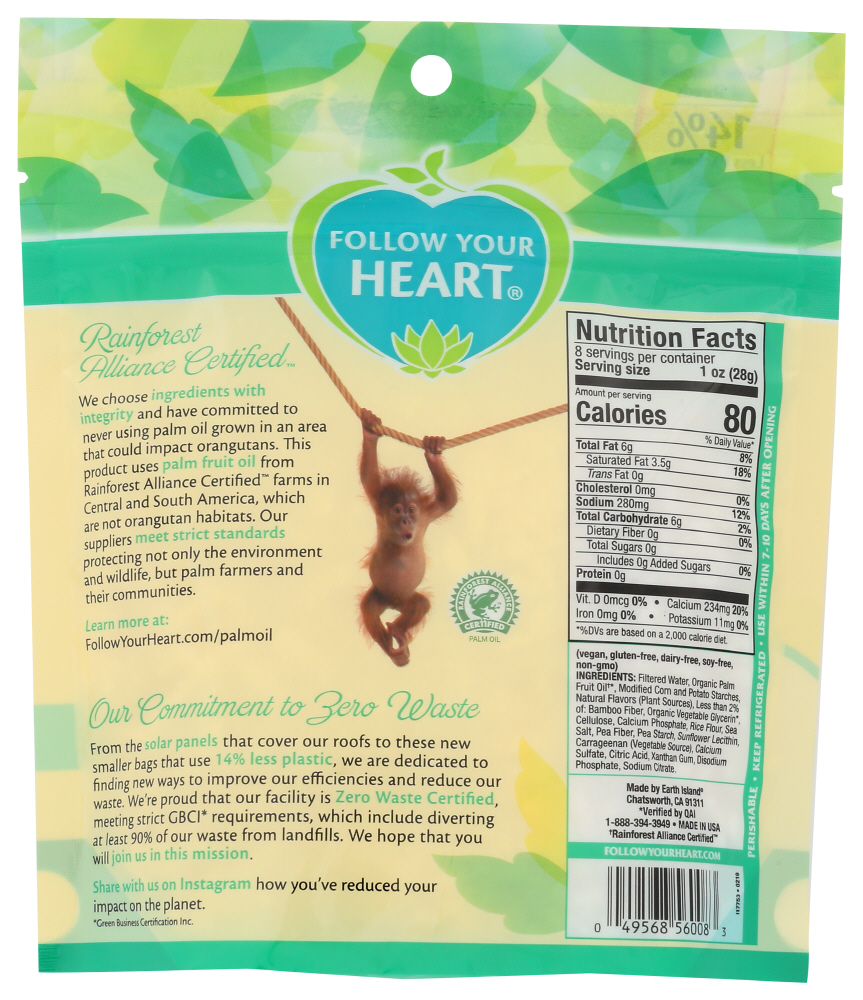 14%
Less
FOLLOW YOUR
HEART®
Rainforest
Alliance Certified™
We choose ingredients with
integrity and have committed to
never using palm oil grown in an area
that could impact orangutans. This
product uses palm fruit oil from
Rainforest Alliance Certified™ farms in
Central and South America, which
are not orangutan habitats. Our
suppliers meet strict standards
protecting not only the environment
and wildlife, but palm farmers and
their communities.
Learn more at:
FollowYourHeart.com/palmoil
RAINFOREST ALLIANCE
CERTIFIED
PALM OIL
Our Commitment to Zero Waste
From the solar panels that cover our roofs to these new
smaller bags that use 14% less plastic, we are dedicated to
finding new ways to improve our efficiencies and reduce our
waste. We're proud that our facility is Zero Waste Certified,
meeting strict GBCI* requirements, which include diverting
at least 90% of our waste from landfills. We hope that you
will join us in this mission.
Share with us on Instagram how you've reduced your
impact on the planet.
*Green Business Certification Inc.
Nutrition Facts
8 servings per container
Serving size 1 oz (28g)
Amount per serving
Calories 80
% Daily Value*
Total Fat 6g 8%
Saturated Fat 3.5g 18%
Trans Fat 0g
Cholesterol 0mg 0%
Sodium 280mg 12%
Total Carbohydrate 6g 2%
Dietary Fiber 0g 0%
Total Sugars 0g
Includes 0g Added Sugars 0%
Protein 0g
Vit. D 0mcg 0% • Calcium 234mg 20%
Iron 0mg 0% • Potassium 11mg 0%
*%DVs are based on a 2,000 calorie diet.
(vegan, gluten-free, dairy-free, soy-free,
non-gmo)
INGREDIENTS: Filtered Water, Organic Palm
Fruit Oil†*, Modified Corn and Potato Starches,
Natural Flavors (Plant Sources), Less than 2%
of: Bamboo Fiber, Organic Vegetable Glycerin*,
Cellulose, Calcium Phosphate, Rice Flour, Sea
Salt, Pea Fiber, Pea Starch, Sunflower Lecithin,
Carrageenan (Vegetable Source), Calcium
Sulfate, Citric Acid, Xanthan Gum, Disodium
Phosphate, Sodium Citrate.
Made by Earth Island®
Chatsworth, CA 91311
*Verified by QAI
1-888-394-3949 • MADE IN USA
†Rainforest Alliance Certified™
FOLLOWYOURHEART.COM
PERISHABLE • KEEP REFRIGERATED • USE WITHIN 7-10 DAYS AFTER OPENING
117753 • 0219
0 49568 56008 3